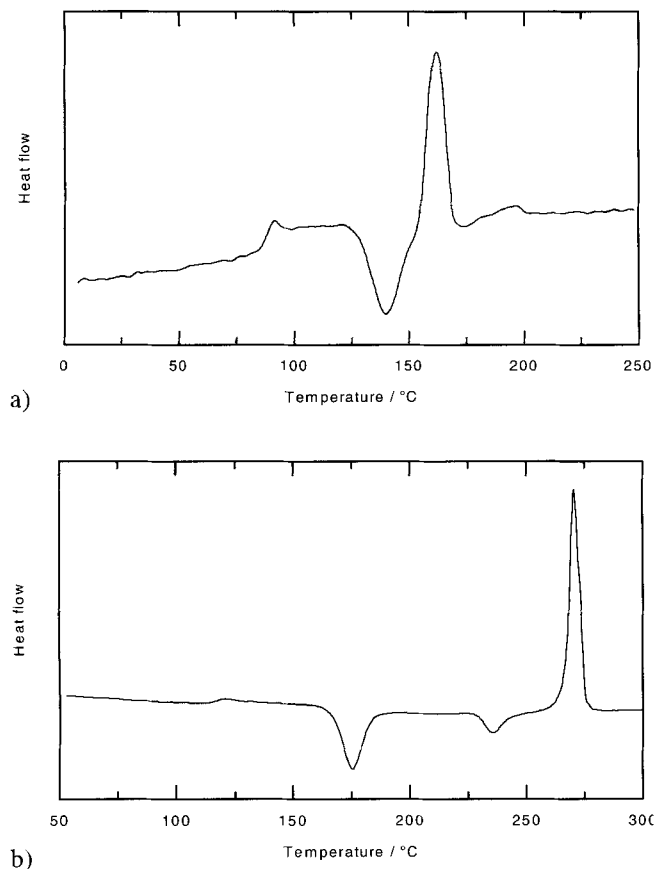 Heat flow
0 50 100 150 200 250
Temperature / °C
a)
Heat flow
50 100 150 200 250 300
Temperature / °C
b)